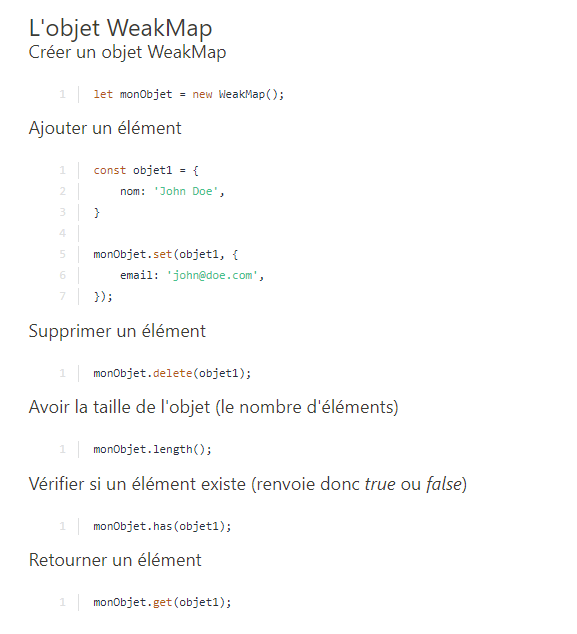 L'objet WeakMap
Créer un objet WeakMap
1 let monObjet = new WeakMap();
Ajouter un élément
1 const objet1 = {
2 nom: 'John Doe',
3 }
4
5 monObjet.set(objet1, {
6 email: 'john@doe.com',
7 });
Supprimer un élément
1 monObjet.delete(objet1);
Avoir la taille de l'objet (le nombre d'éléments)
1 monObjet.length();
Vérifier si un élément existe (renvoie donc true ou false)
1 monObjet.has(objet1);
Retourner un élément
1 monObjet.get(objet1);